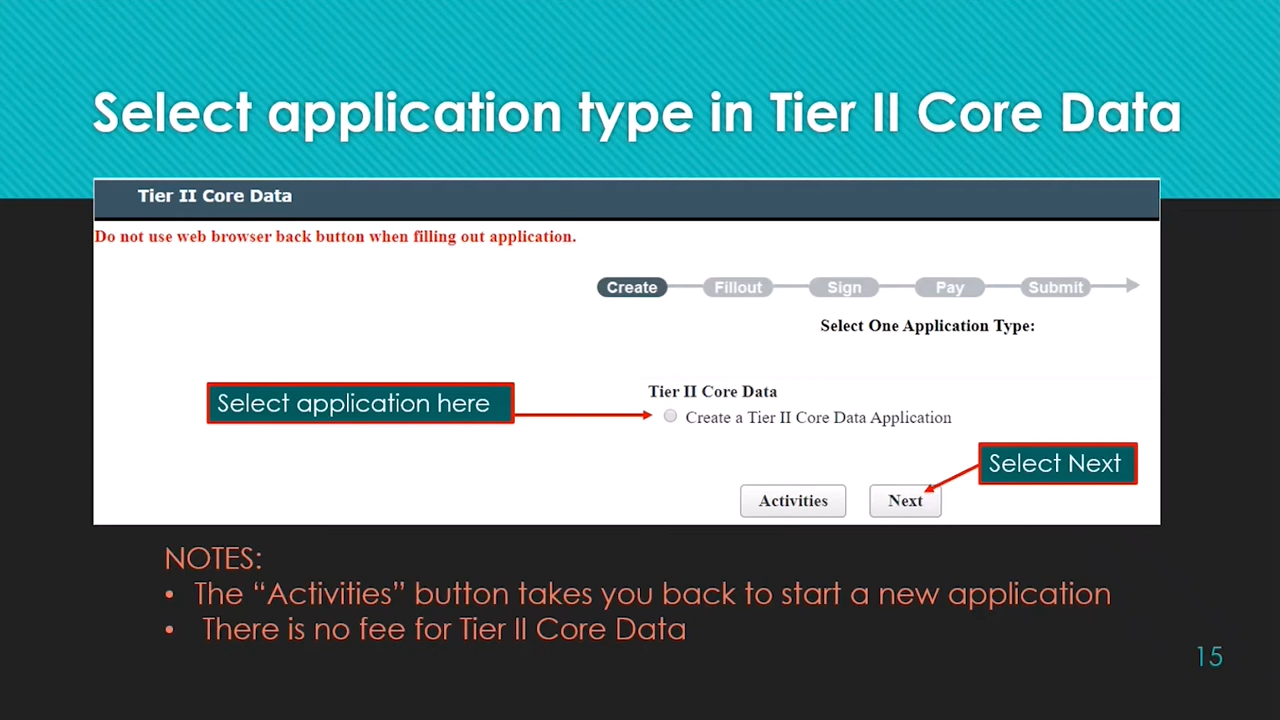 Select application type in Tier II Core Data
Tier II Core Data
Do not use web browser back button when filling out application.
Create Fillout Sign Pay Submit
Select One Application Type:
Tier II Core Data
Select application here
Create a Tier II Core Data Application
Select Next
Activities Next
NOTES:
• The “Activities” button takes you back to start a new application
• There is no fee for Tier II Core Data
15